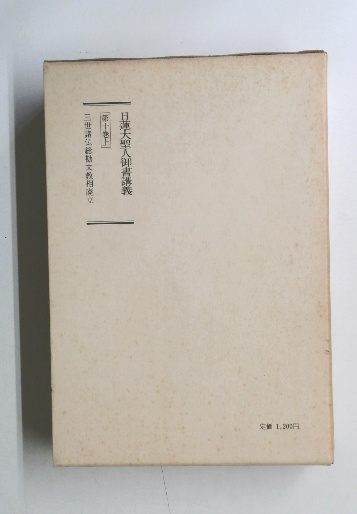 日蓮大聖人御書講義
第十巻上
三世諸仏総勘文教相廃立
定価 1,200円